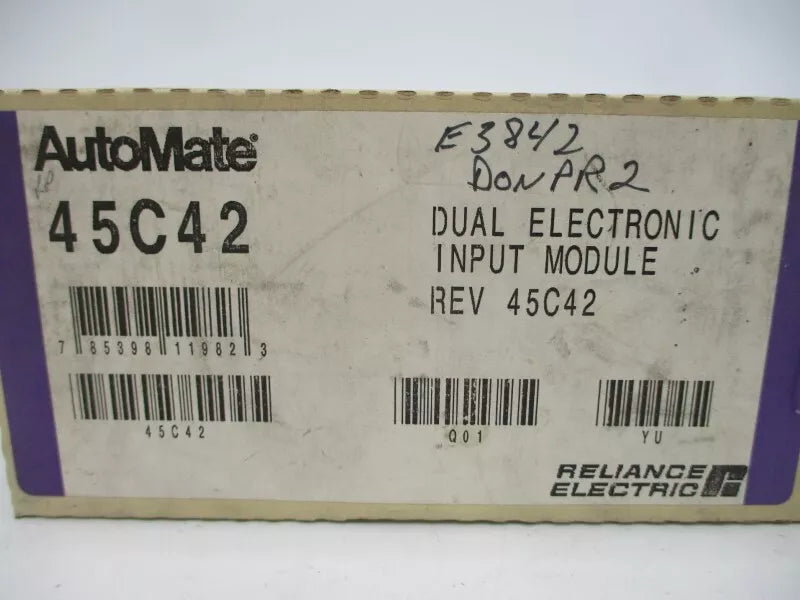 AutoMate®
45C42
7 85398 11982 3
45C42
E3842
DON PR2
DUAL ELECTRONIC
INPUT MODULE
REV 45C42
Q01
YU
RELIANCE
ELECTRIC